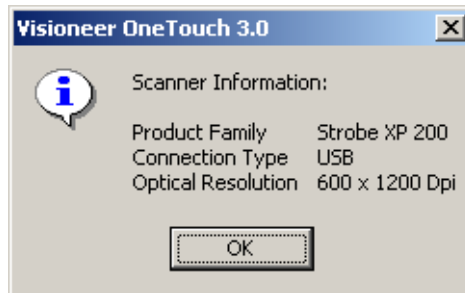 Visioneer OneTouch 3.0
Scanner Information:
Product Family Strobe XP 200
Connection Type USB
Optical Resolution 600 x 1200 Dpi
OK